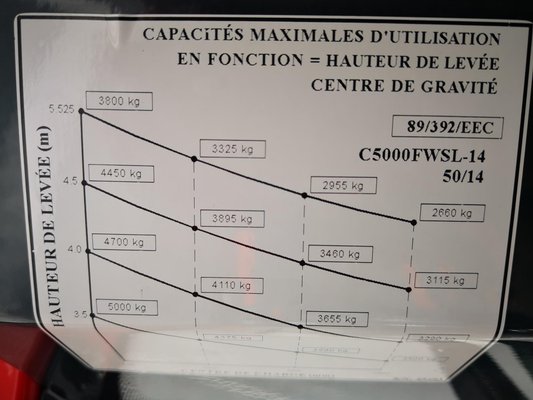 CAPACiTÉS MAXIMALES D'UTILISATION
EN FONCTION = HAUTEUR DE LEVÉE
CENTRE DE GRAVITÉ
89/392/EEC
C5000FWSL-14
50/14
HAUTEUR DE LEVÉE (m)
5.525
3800 kg
3325 kg
2955 kg
2660 kg
4.5
4450 kg
3895 kg
3460 kg
3115 kg
4.0
4700 kg
4110 kg
3655 kg
3.5
5000 kg
4375 kg